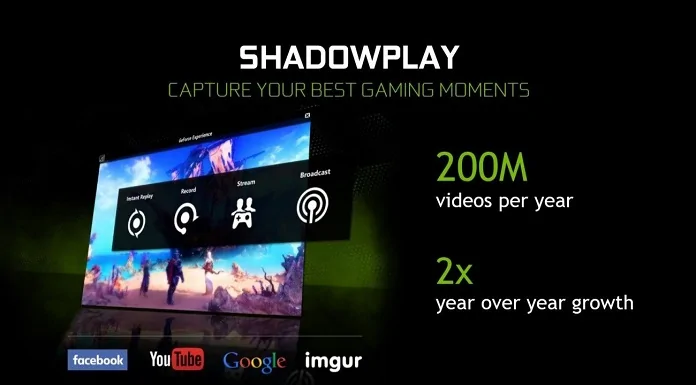 SHADOWPLAY
CAPTURE YOUR BEST GAMING MOMENTS
GeForce Experience
Instant Replay
Record
Stream
Broadcast
200M
videos per year
2x
year over year growth
facebook YouTube Google imgur